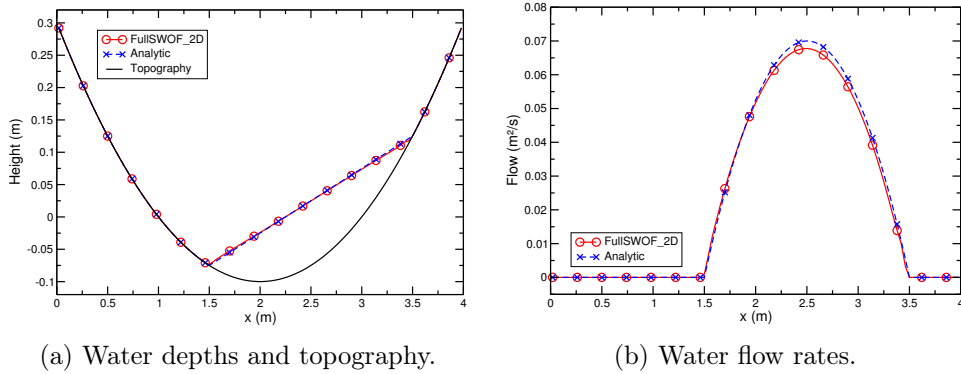 0.3
0.25
0.2
0.15
0.1
0.05
0
-0.05
-0.1
Height (m)
FullSWOF_2D
Analytic
Topography
0 0.5 1 1.5 2 2.5 3 3.5 4
x (m)
(a) Water depths and topography.
0.08
0.07
0.06
0.05
0.04
0.03
0.02
0.01
0
Flow (m²/s)
FullSWOF_2D
Analytic
0 0.5 1 1.5 2 2.5 3 3.5 4
x (m)
(b) Water flow rates.